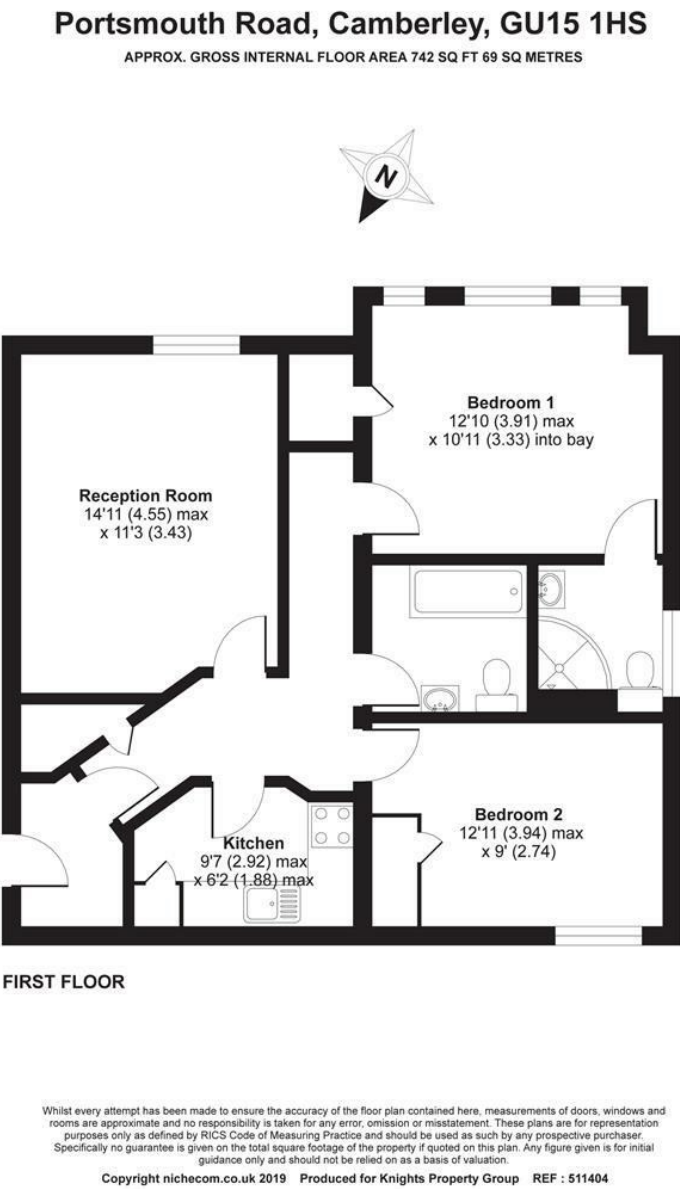 Portsmouth Road, Camberley, GU15 1HS
APPROX. GROSS INTERNAL FLOOR AREA 742 SQ FT 69 SQ METRES
N
Bedroom 1
12'10 (3.91) max
x 10'11 (3.33) into bay
Reception Room
14'11 (4.55) max
x 11'3 (3.43)
Bedroom 2
12'11 (3.94) max
x 9' (2.74)
Kitchen
9'7 (2.92) max
x 6'2 (1.88) max
FIRST FLOOR
Whilst every attempt has been made to ensure the accuracy of the floor plan contained here, measurements of doors, windows and
rooms are approximate and no responsibility is taken for any error, omission or misstatement. These plans are for representation
purposes only as defined by RICS Code of Measuring Practice and should be used as such by any prospective purchaser.
Specifically no guarantee is given on the total square footage of the property if quoted on this plan. Any figure given is for initial
guidance only and should not be relied on as a basis of valuation.
Copyright nichecom.co.uk 2019 Produced for Knights Property Group REF : 511404